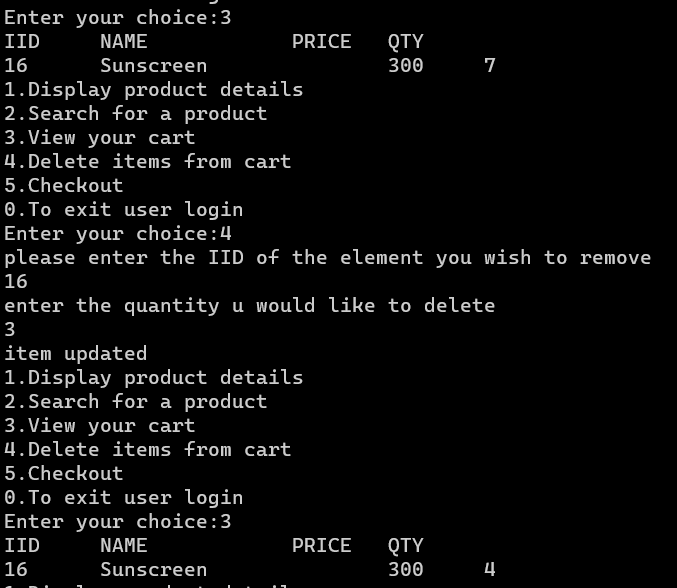 Enter your choice:3
IID     NAME            PRICE   QTY
16      Sunscreen               300     7
1.Display product details
2.Search for a product
3.View your cart
4.Delete items from cart
5.Checkout
0.To exit user login
Enter your choice:4
please enter the IID of the element you wish to remove
16
enter the quantity u would like to delete
3
item updated
1.Display product details
2.Search for a product
3.View your cart
4.Delete items from cart
5.Checkout
0.To exit user login
Enter your choice:3
IID     NAME            PRICE   QTY
16      Sunscreen               300     4